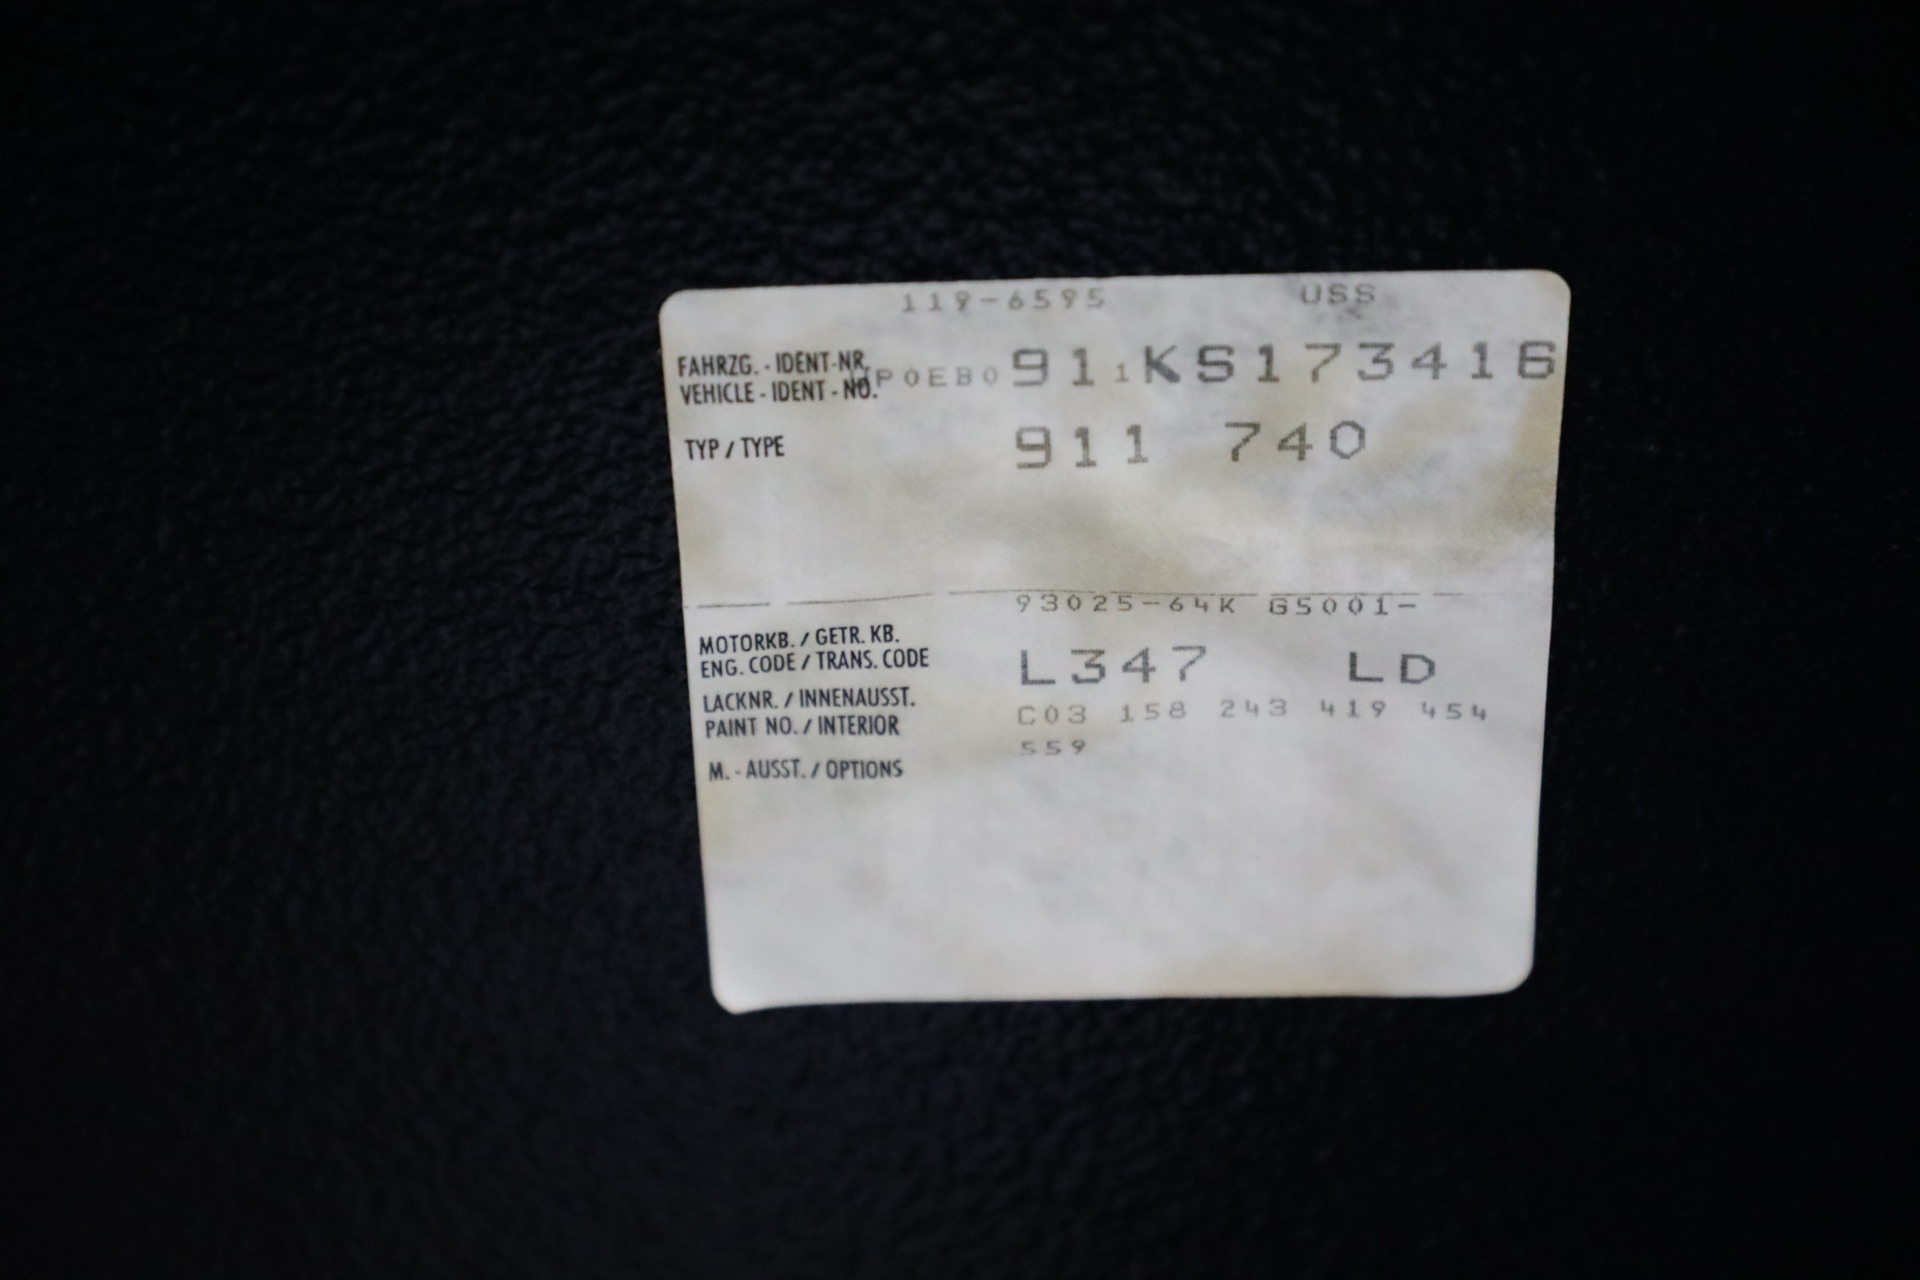 119-6595 USS
FAHRZG. - IDENT-NR.
VEHICLE - IDENT - NO. WP0EB0911KS173416
TYP / TYPE 911 740
93025-64K G5001-
MOTORKB. / GETR. KB.
ENG. CODE / TRANS. CODE L347 LD
LACKNR. / INNENAUSST.
PAINT NO. / INTERIOR C03 158 243 419 454
559
M. - AUSST. / OPTIONS